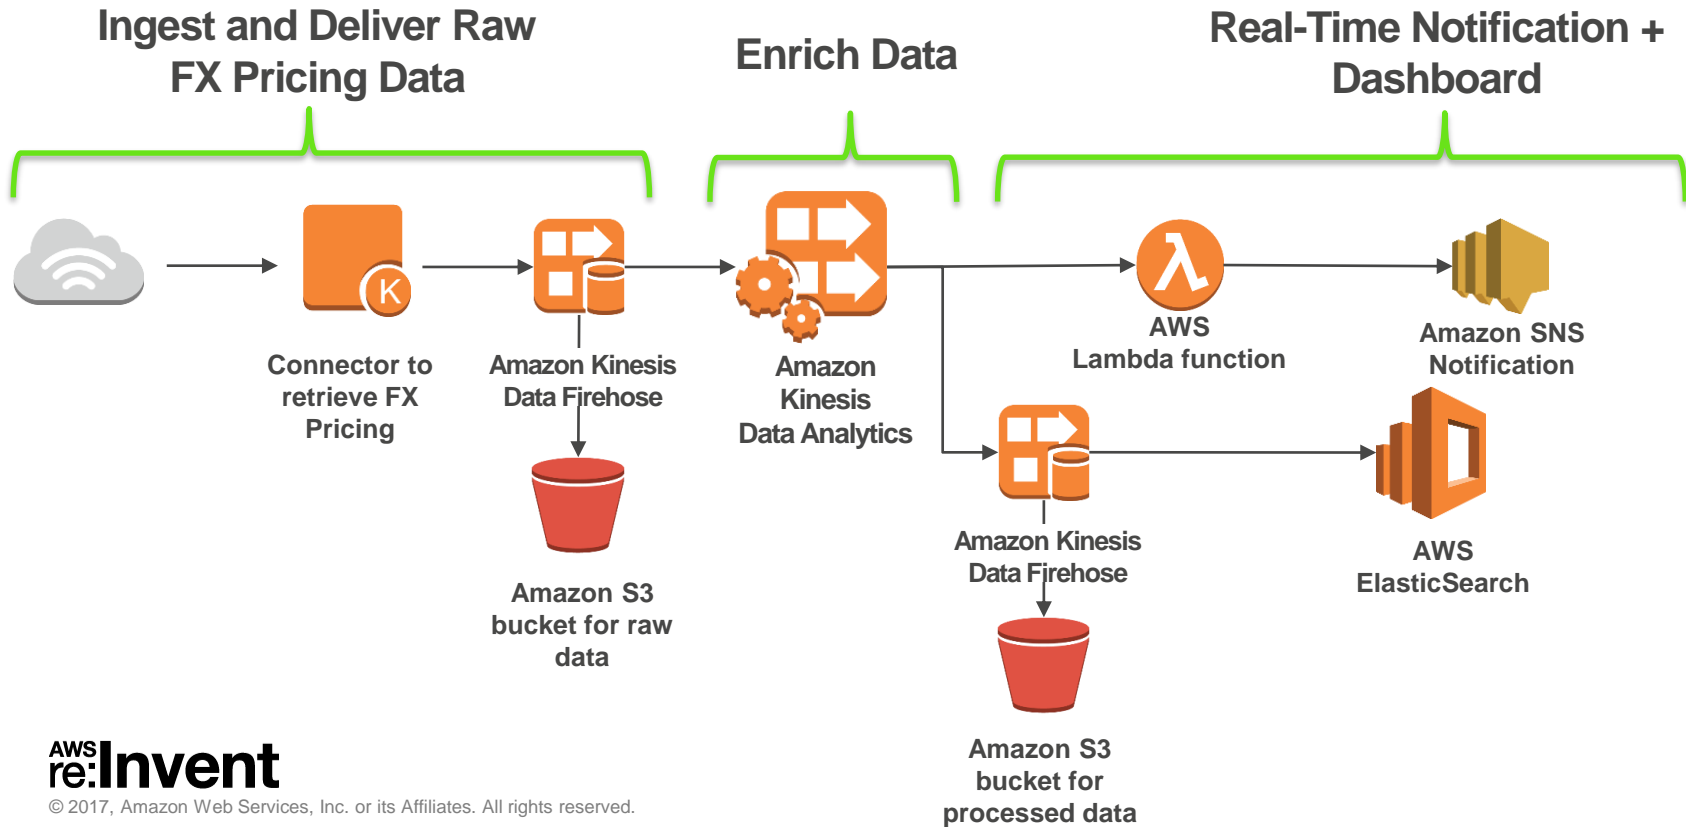 Ingest and Deliver Raw
FX Pricing Data
Enrich Data
Real-Time Notification +
Dashboard
K
λ
Connector to
retrieve FX
Pricing
Amazon Kinesis
Data Firehose
Amazon
Kinesis
Data Analytics
AWS
Lambda function
Amazon SNS
Notification
Amazon S3
bucket for raw
data
Amazon Kinesis
Data Firehose
AWS
ElasticSearch
Amazon S3
bucket for
processed data
AWS
re:Invent
© 2017, Amazon Web Services, Inc. or its Affiliates. All rights reserved.